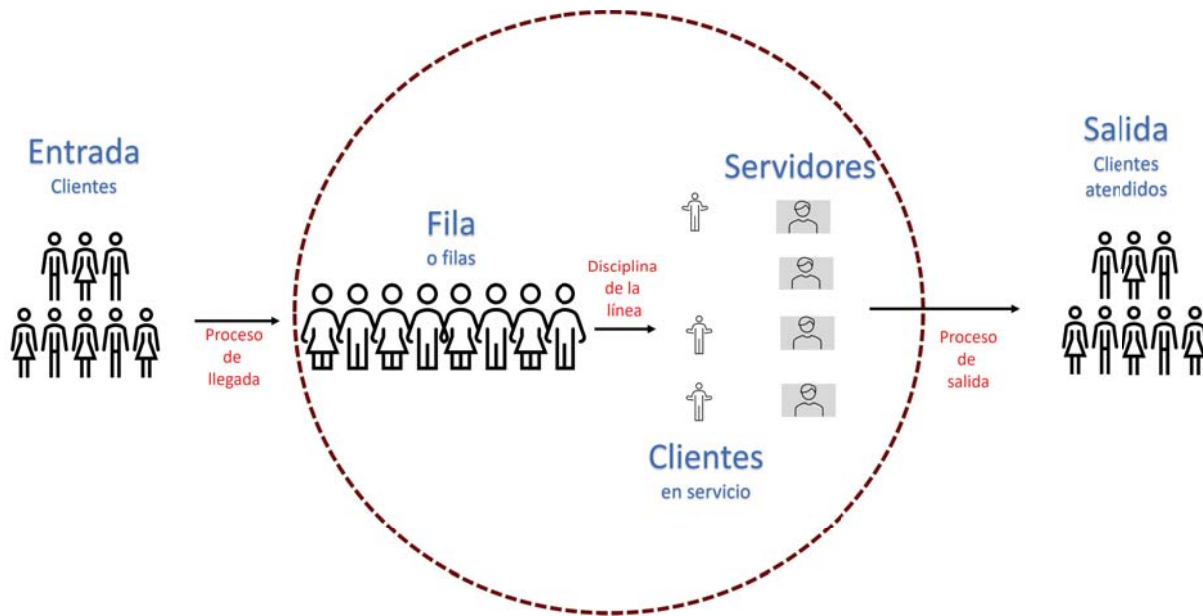 Entrada
Clientes
Proceso
de
llegada
Fila
o filas
Disciplina
de la
línea
Servidores
Clientes
en servicio
Proceso
de
salida
Salida
Clientes
atendidos